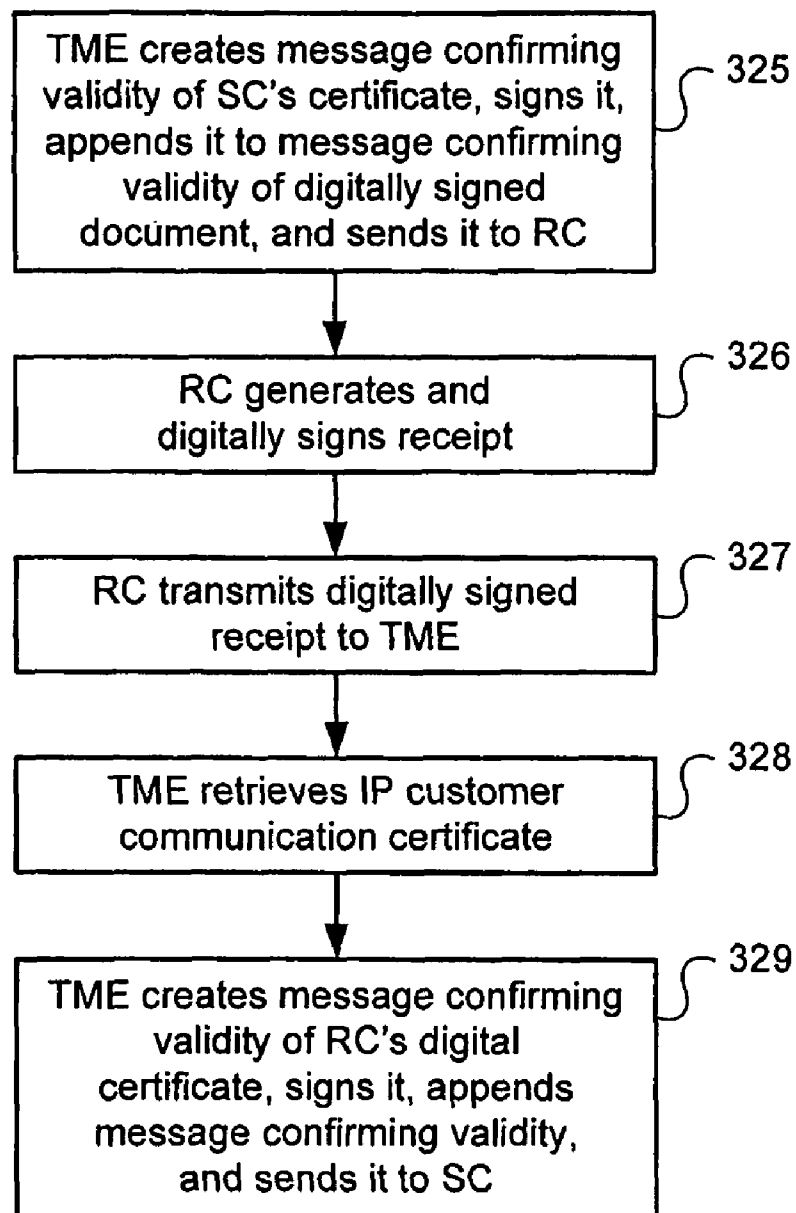 TME creates message confirming
validity of SC's certificate, signs it,
appends it to message confirming
validity of digitally signed
document, and sends it to RC
325
RC generates and
digitally signs receipt
326
RC transmits digitally signed
receipt to TME
327
TME retrieves IP customer
communication certificate
328
TME creates message confirming
validity of RC's digital
certificate, signs it, appends
message confirming validity,
and sends it to SC
329